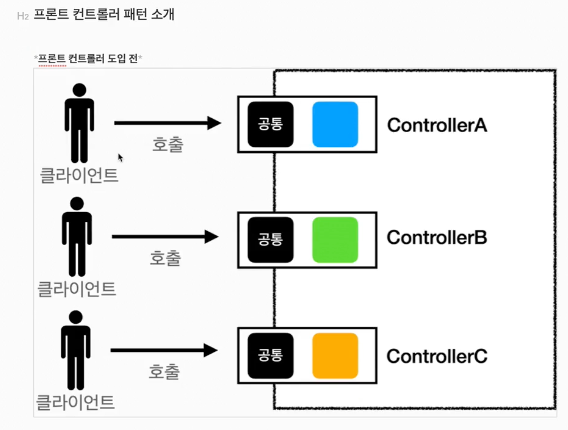 H2 프론트 컨트롤러 패턴 소개
*프론트 컨트롤러 도입 전*
클라이언트
호출
공통
ControllerA
클라이언트
호출
공통
ControllerB
클라이언트
호출
공통
ControllerC